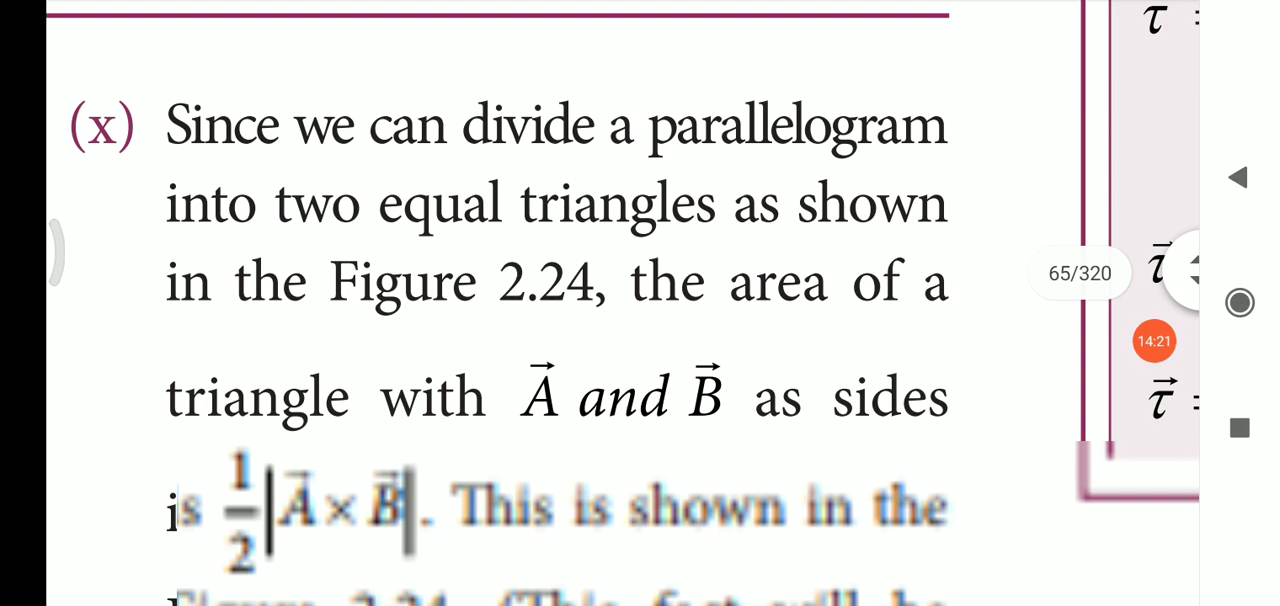 τ
(x) Since we can divide a parallelogram
into two equal triangles as shown
in the Figure 2.24, the area of a
65/320
τ⃗
14:21
triangle with A⃗ and B⃗ as sides
τ⃗ =
is 1/2 |A⃗ × B⃗|. This is shown in the